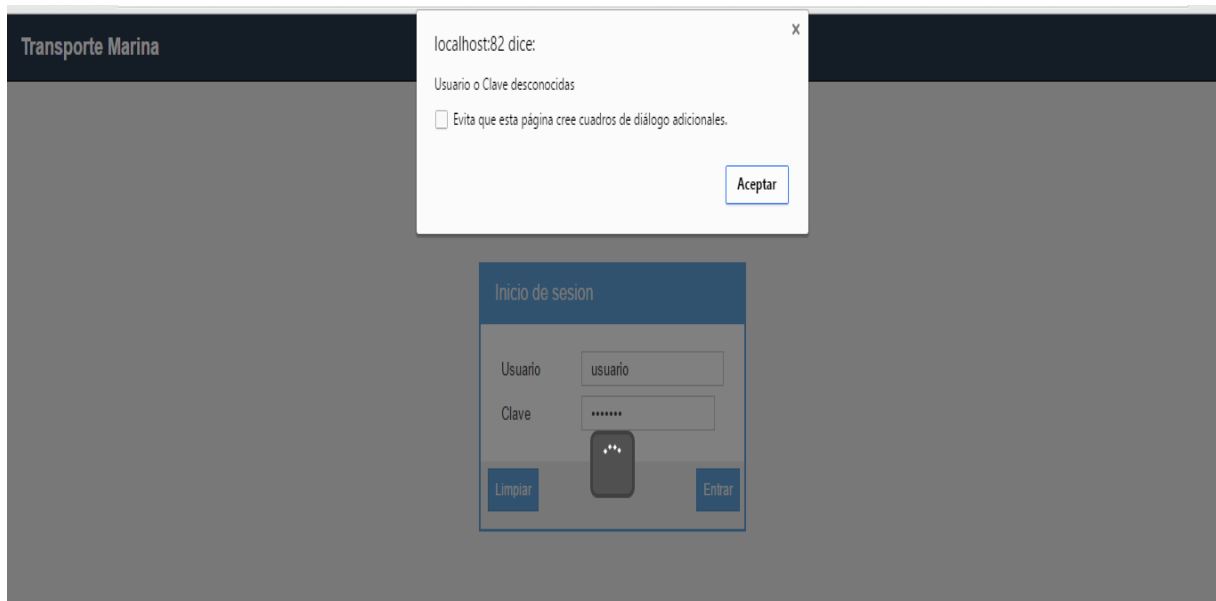 Transporte Marina
localhost:82 dice:
x
Usuario o Clave desconocidas
Evita que esta página cree cuadros de diálogo adicionales.
Aceptar
Inicio de sesion
Usuario usuario
Clave •••••••
Limpiar Entrar